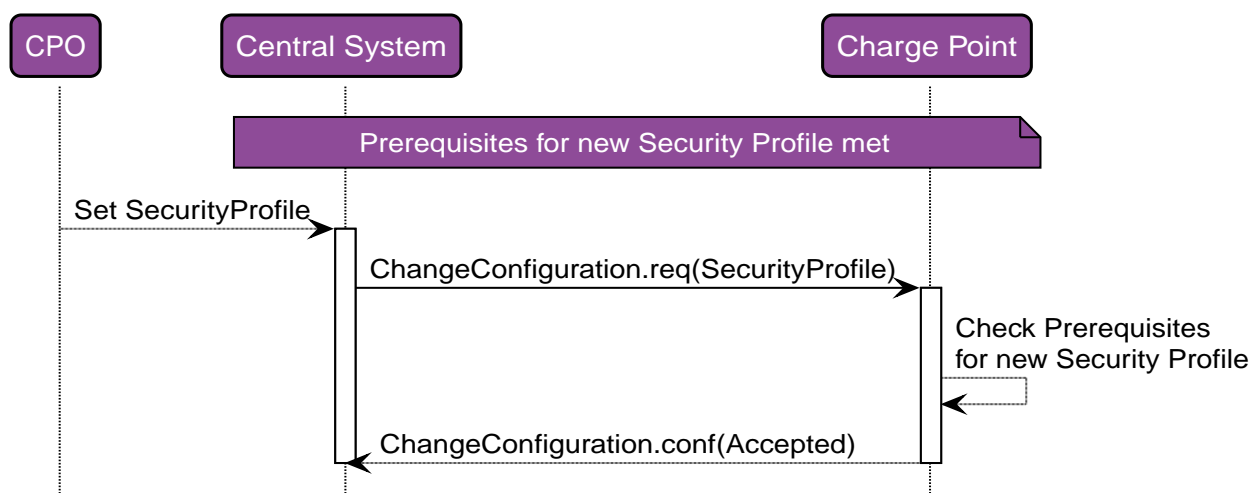 CPO
Central System
Charge Point
Prerequisites for new Security Profile met
Set SecurityProfile
ChangeConfiguration.req(SecurityProfile)
Check Prerequisites
for new Security Profile
ChangeConfiguration.conf(Accepted)